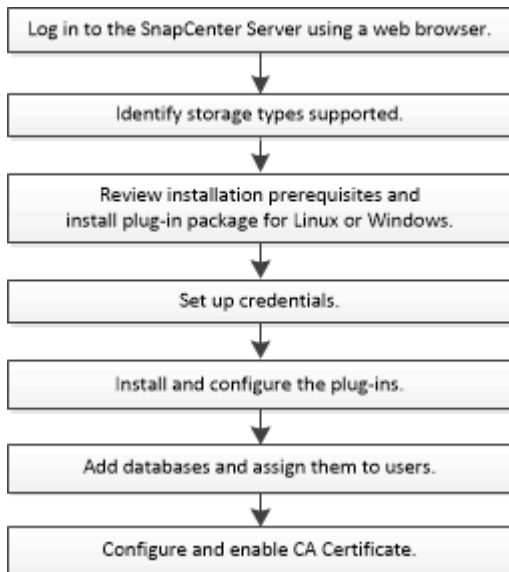 Log in to the SnapCenter Server using a web browser.
Identify storage types supported.
Review installation prerequisites and
install plug-in package for Linux or Windows.
Set up credentials.
Install and configure the plug-ins.
Add databases and assign them to users.
Configure and enable CA Certificate.